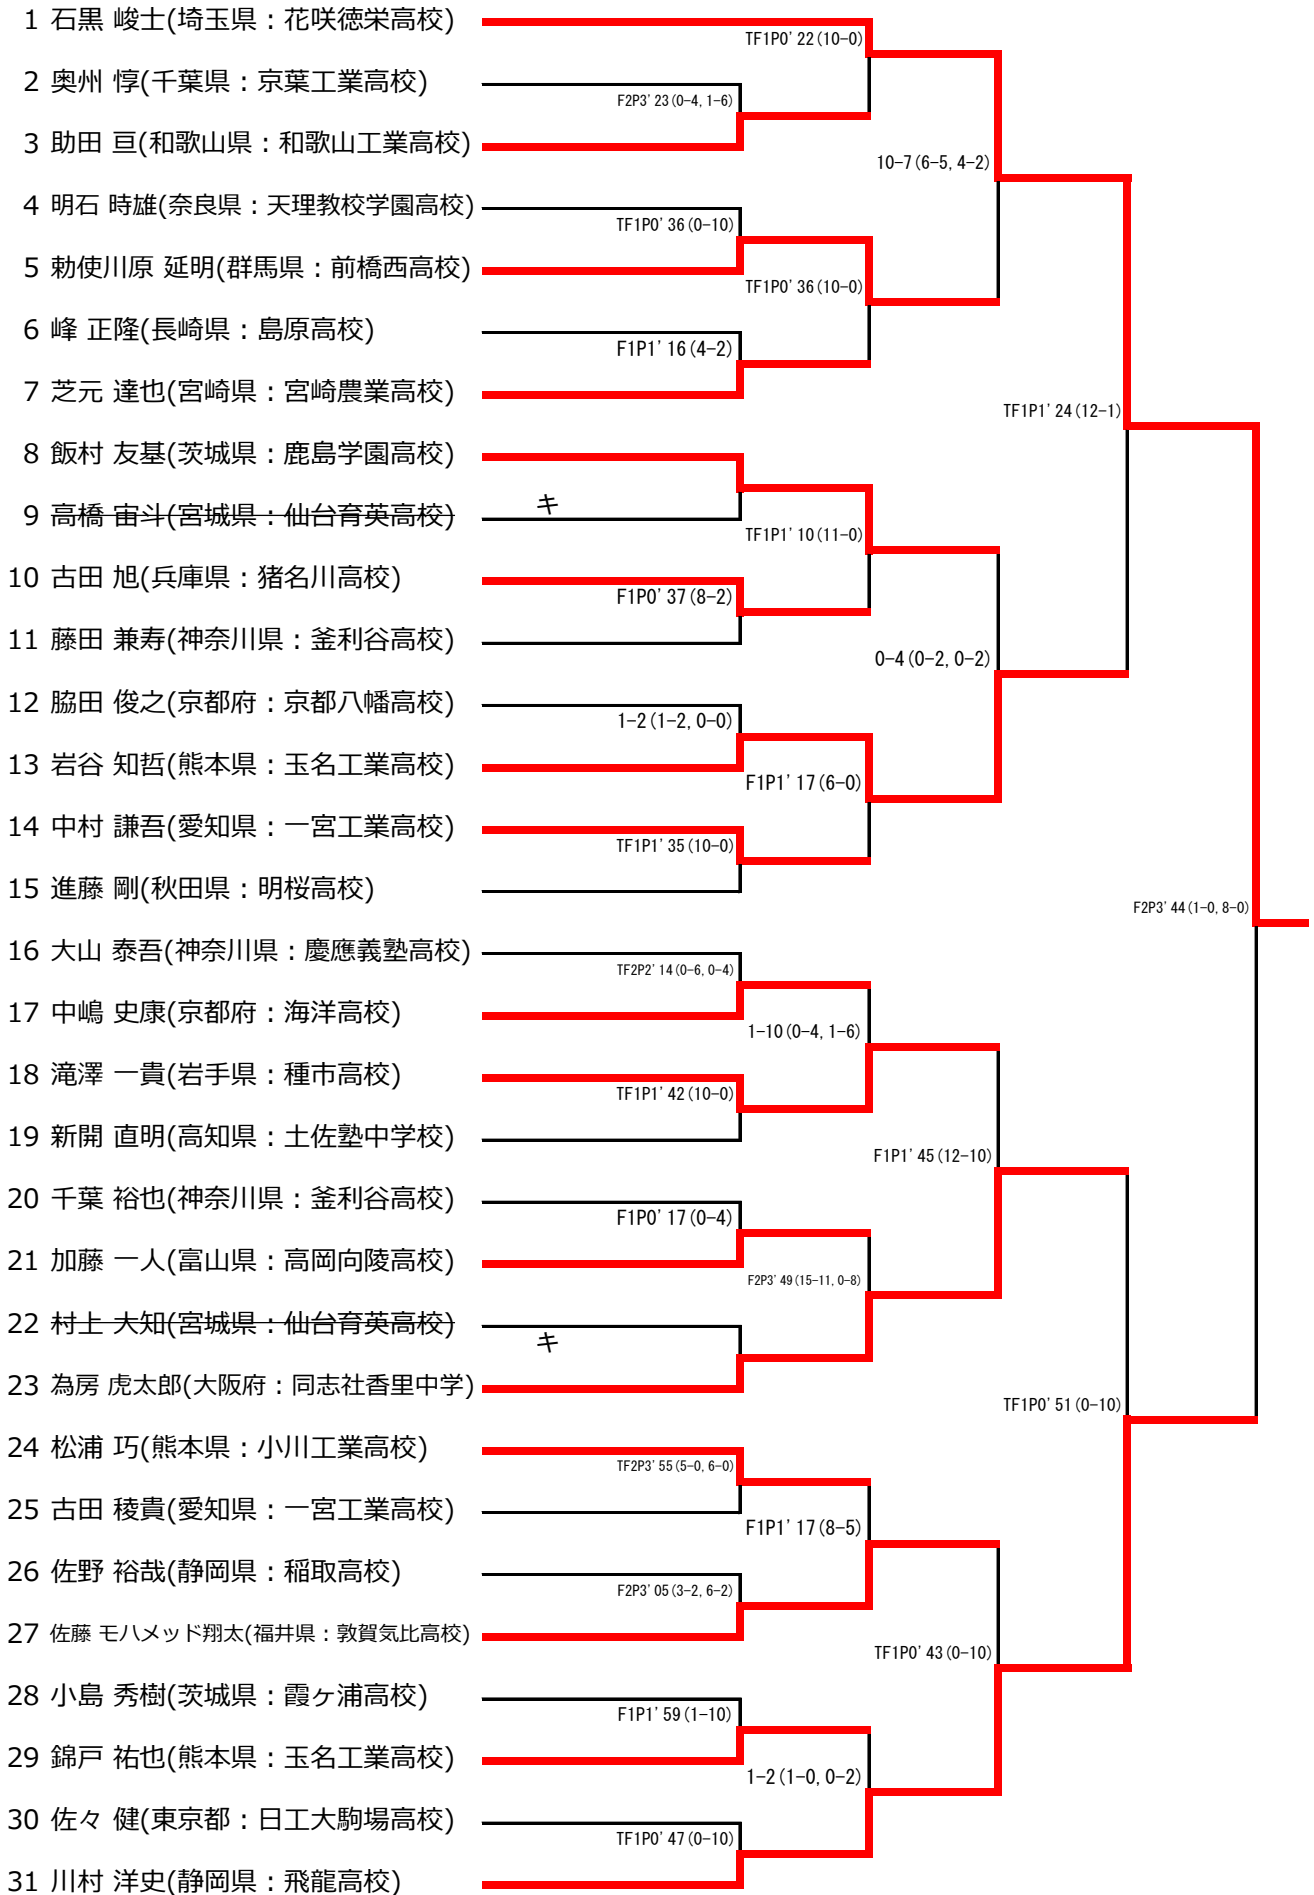 1 石黒 峻士(埼玉県：花咲徳栄高校)
TF1P0'22(10-0)
2 奥州 惇(千葉県：京葉工業高校)
F2P3'23(0-4,1-6)
3 助田 亘(和歌山県：和歌山工業高校)
10-7(6-5,4-2)
4 明石 時雄(奈良県：天理教校学園高校)
TF1P0'36(0-10)
5 勅使川原 延明(群馬県：前橋西高校)
TF1P0'36(10-0)
6 峰 正隆(長崎県：島原高校)
F1P1'16(4-2)
7 芝元 達也(宮崎県：宮崎農業高校)
TF1P1'24(12-1)
8 飯村 友基(茨城県：鹿島学園高校)
キ
9 高橋 宙斗(宮城県：仙台育英高校)
TF1P1'10(11-0)
10 古田 旭(兵庫県：猪名川高校)
F1P0'37(8-2)
11 藤田 兼寿(神奈川県：釜利谷高校)
0-4(0-2,0-2)
12 脇田 俊之(京都府：京都八幡高校)
1-2(1-2,0-0)
13 岩谷 知哲(熊本県：玉名工業高校)
F1P1'17(6-0)
14 中村 謙吾(愛知県：一宮工業高校)
TF1P1'35(10-0)
15 進藤 剛(秋田県：明桜高校)
F2P3'44(1-0,8-0)
16 大山 泰吾(神奈川県：慶應義塾高校)
TF2P2'14(0-6,0-4)
17 中嶋 史康(京都府：海洋高校)
1-10(0-4,1-6)
18 滝澤 一貴(岩手県：種市高校)
TF1P1'42(10-0)
19 新開 直明(高知県：土佐塾中学校)
F1P1'45(12-10)
20 千葉 裕也(神奈川県：釜利谷高校)
F1P0'17(0-4)
21 加藤 一人(富山県：高岡向陵高校)
F2P3'49(15-11,0-8)
22 村上 大知(宮城県：仙台育英高校)
キ
23 為房 虎太郎(大阪府：同志社香里中学)
TF1P0'51(0-10)
24 松浦 巧(熊本県：小川工業高校)
TF2P3'55(5-0,6-0)
25 古田 稜貴(愛知県：一宮工業高校)
F1P1'17(8-5)
26 佐野 裕哉(静岡県：稲取高校)
F2P3'05(3-2,6-2)
27 佐藤 モハメッド翔太(福井県：敦賀気比高校)
TF1P0'43(0-10)
28 小島 秀樹(茨城県：霞ヶ浦高校)
F1P1'59(1-10)
29 錦戸 祐也(熊本県：玉名工業高校)
1-2(1-0,0-2)
30 佐々 健(東京都：日工大駒場高校)
TF1P0'47(0-10)
31 川村 洋史(静岡県：飛龍高校)